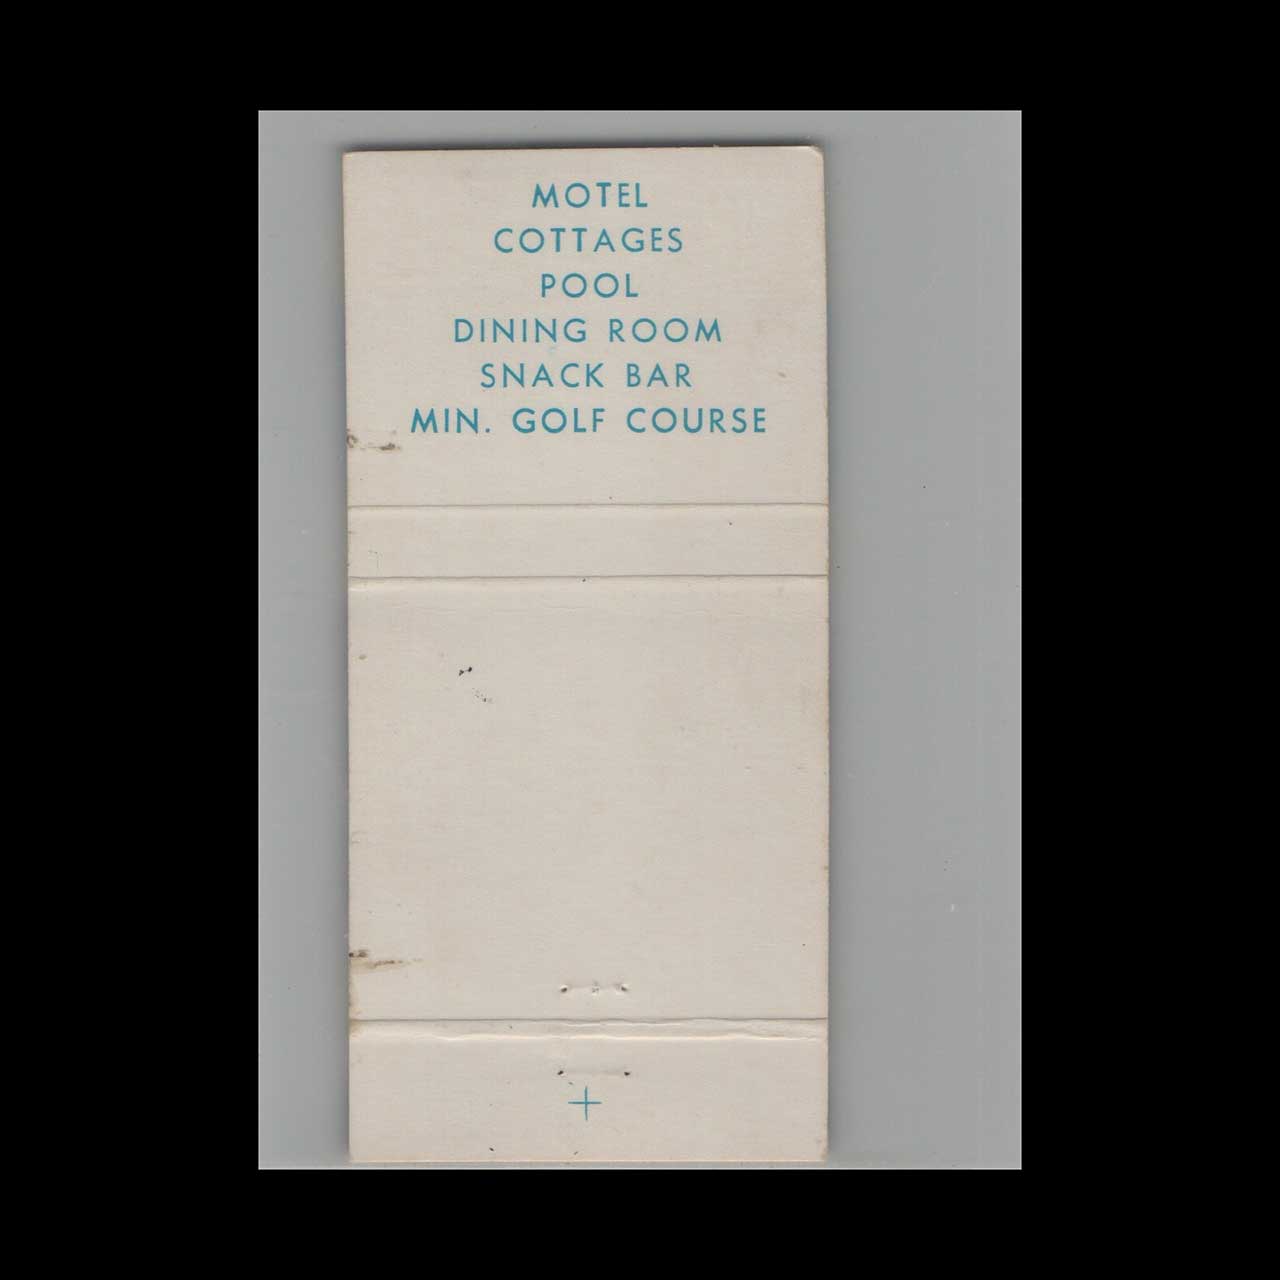 MOTEL
COTTAGES
POOL
DINING ROOM
SNACK BAR
MIN. GOLF COURSE